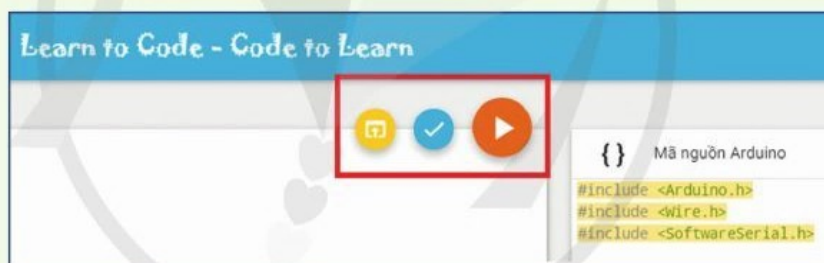 Learn to Code - Code to Learn
{ } Mã nguồn Arduino
#include <Arduino.h>
#include <Wire.h>
#include <SoftwareSerial.h>